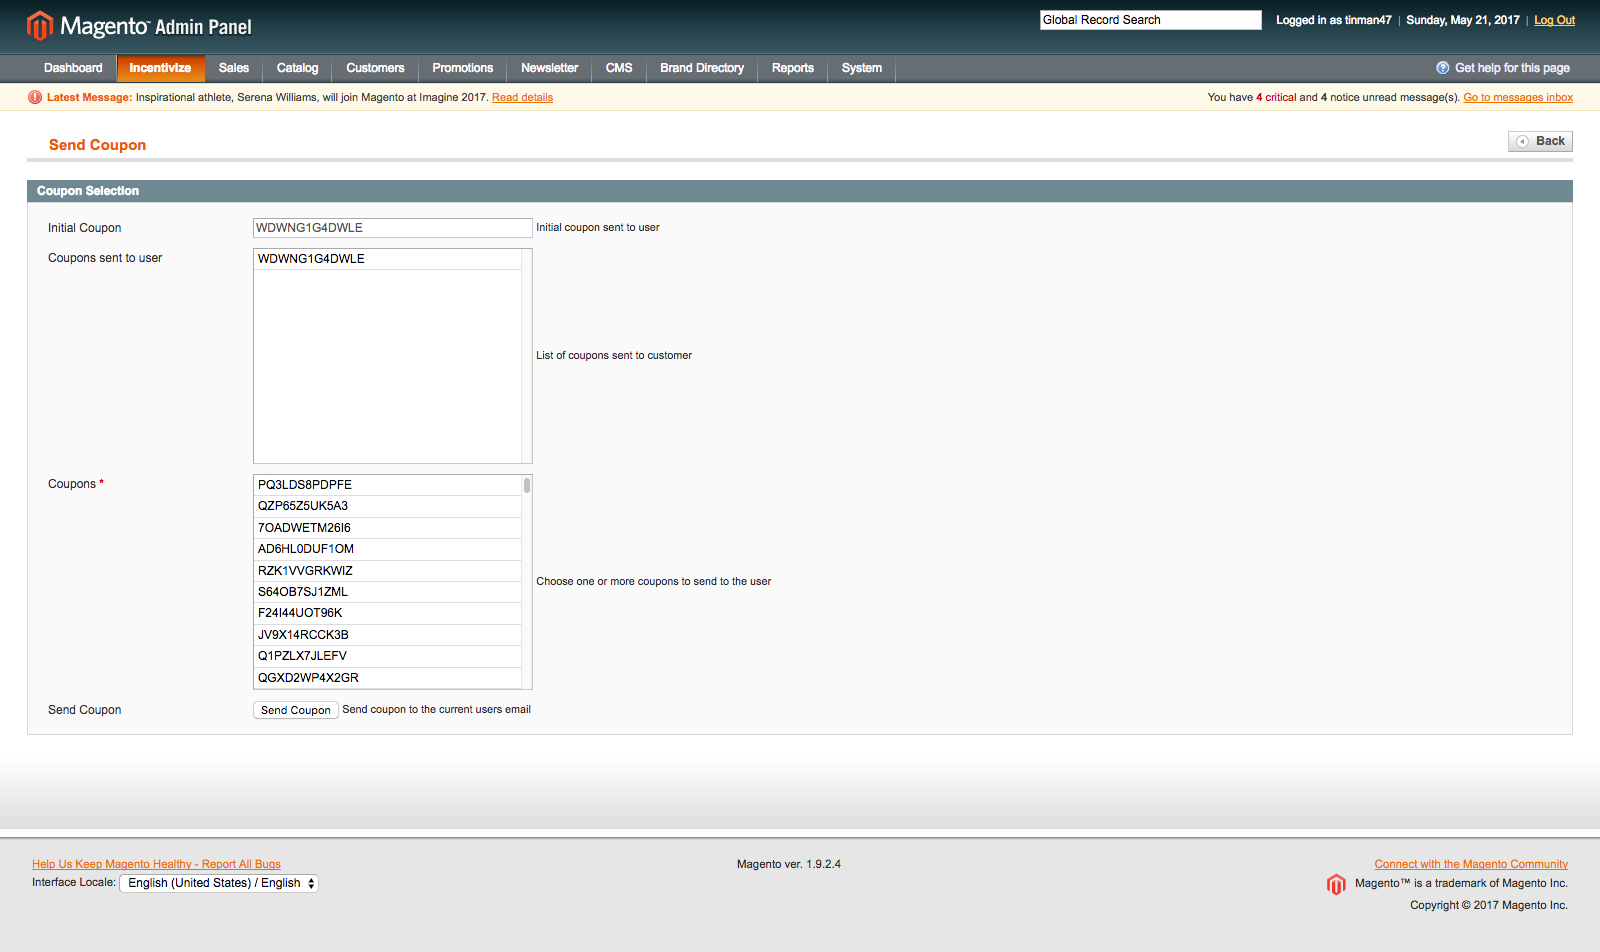 Magento™ Admin Panel
Global Record Search
Logged in as tinman47 | Sunday, May 21, 2017 | Log Out
Dashboard Incentivize Sales Catalog Customers Promotions Newsletter CMS Brand Directory Reports System
Get help for this page
Latest Message: Inspirational athlete, Serena Williams, will join Magento at Imagine 2017. Read details
You have 4 critical and 4 notice unread message(s). Go to messages inbox
Send Coupon
Back
Coupon Selection
Initial Coupon
WDWNG1G4DWLE
Initial coupon sent to user
Coupons sent to user
WDWNG1G4DWLE
List of coupons sent to customer
Coupons *
PQ3LDS8PDPFE
QZP65Z5UK5A3
7OADWETM26I6
AD6HL0DUF1OM
RZK1VVGRKWIZ
S64OB7SJ1ZML
F24I44UOT96K
JV9X14RCCK3B
Q1PZLX7JLEFV
QGXD2WP4X2GR
Choose one or more coupons to send to the user
Send Coupon
Send Coupon
Send coupon to the current users email
Help Us Keep Magento Healthy - Report All Bugs
Interface Locale: English (United States) / English
Magento ver. 1.9.2.4
Connect with the Magento Community
Magento™ is a trademark of Magento Inc.
Copyright © 2017 Magento Inc.